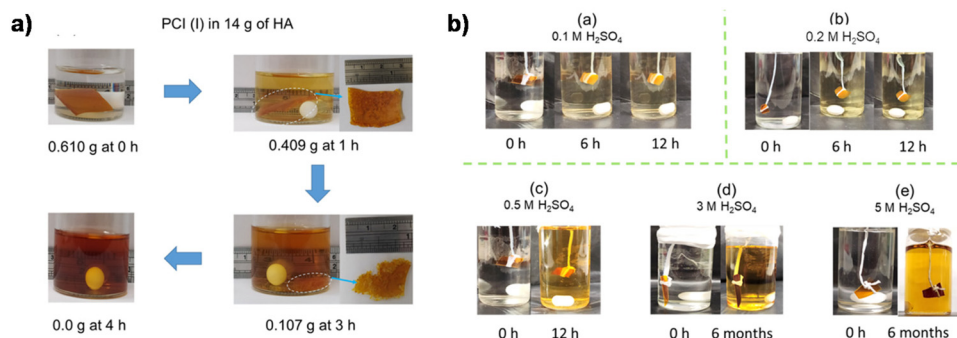 a)
PCI (I) in 14 g of HA
0.610 g at 0 h
0.409 g at 1 h
0.0 g at 4 h
0.107 g at 3 h
b)
(a)
0.1 M H₂SO₄
0 h 6 h 12 h
(b)
0.2 M H₂SO₄
0 h 6 h 12 h
(c)
0.5 M H₂SO₄
0 h 12 h
(d)
3 M H₂SO₄
0 h 6 months
(e)
5 M H₂SO₄
0 h 6 months